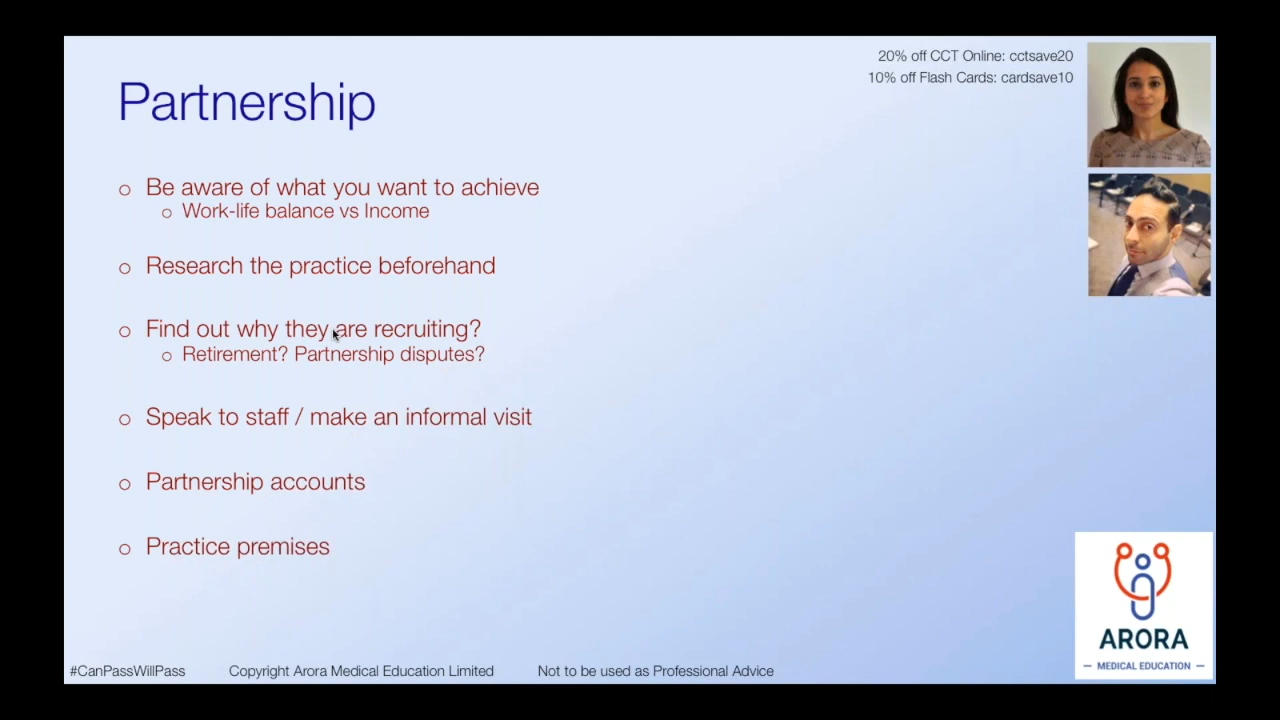 20% off CCT Online: cctsave20
10% off Flash Cards: cardsave10
Partnership
o Be aware of what you want to achieve
o Work-life balance vs Income
o Research the practice beforehand
o Find out why they are recruiting?
o Retirement? Partnership disputes?
o Speak to staff / make an informal visit
o Partnership accounts
o Practice premises
ARORA
MEDICAL EDUCATION
#CanPassWillPass Copyright Arora Medical Education Limited Not to be used as Professional Advice